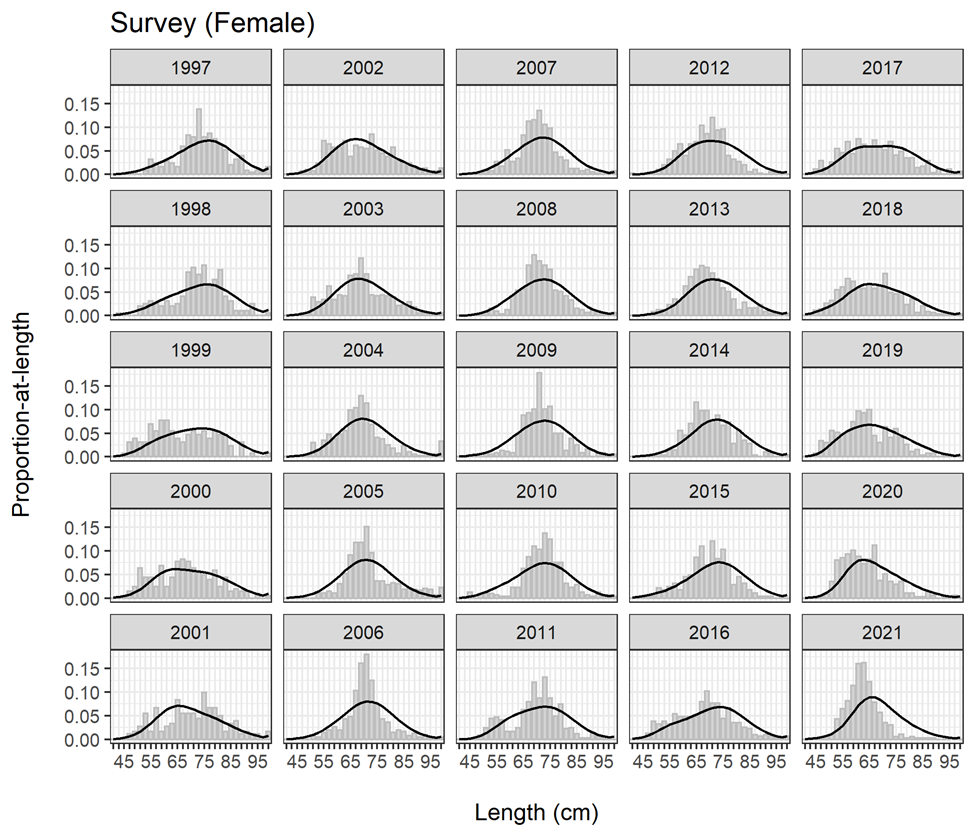 Survey (Female)
1997 2002 2007 2012 2017
0.15
0.10
0.05
0.00
1998 2003 2008 2013 2018
0.15
0.10
0.05
0.00
1999 2004 2009 2014 2019
0.15
0.10
0.05
0.00
2000 2005 2010 2015 2020
0.15
0.10
0.05
0.00
2001 2006 2011 2016 2021
0.15
0.10
0.05
0.00
45 55 65 75 85 95 45 55 65 75 85 95 45 55 65 75 85 95 45 55 65 75 85 95 45 55 65 75 85 95
Length (cm)
Proportion-at-length